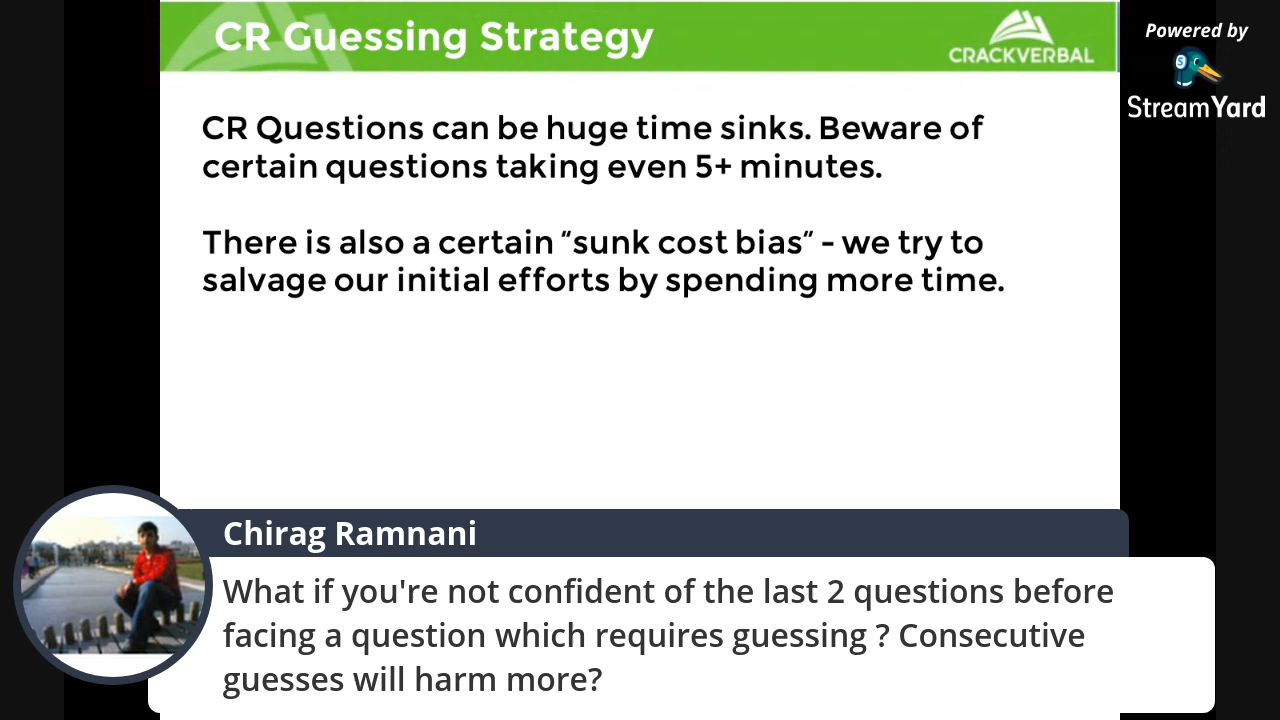 CR Guessing Strategy
CRACKVERBAL
Powered by
S
StreamYard
CR Questions can be huge time sinks. Beware of
certain questions taking even 5+ minutes.
There is also a certain “sunk cost bias” - we try to
salvage our initial efforts by spending more time.
Chirag Ramnani
What if you're not confident of the last 2 questions before
facing a question which requires guessing ? Consecutive
guesses will harm more?